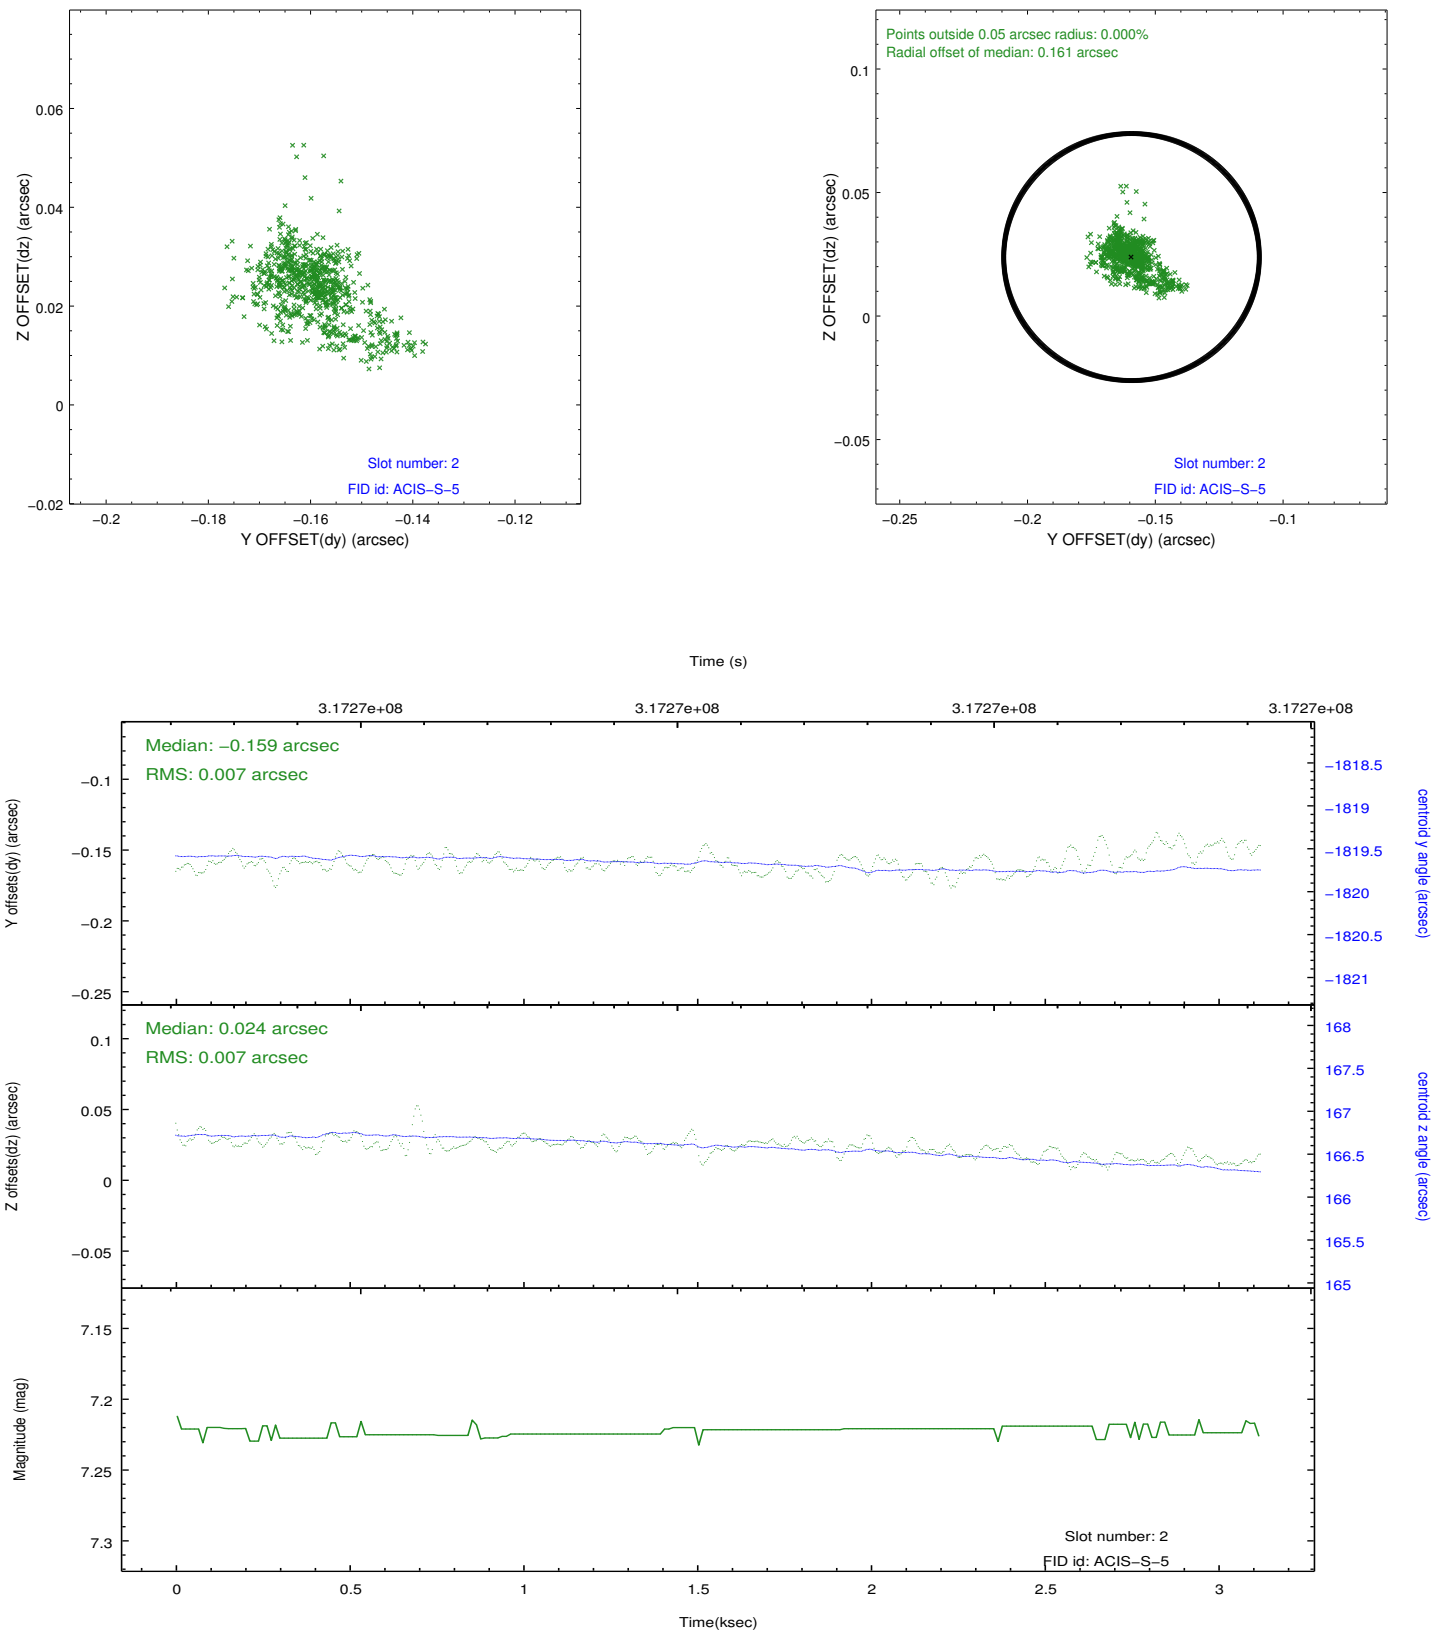 0.06
0.04
0.02
0
−0.02
Z OFFSET(dz) (arcsec)
Slot number: 2
FID id: ACIS−S−5
−0.2 −0.18 −0.16 −0.14 −0.12
Y OFFSET(dy) (arcsec)
Points outside 0.05 arcsec radius: 0.000%
Radial offset of median: 0.161 arcsec
0.1
0.05
0
−0.05
Z OFFSET(dz) (arcsec)
Slot number: 2
FID id: ACIS−S−5
−0.25 −0.2 −0.15 −0.1
Y OFFSET(dy) (arcsec)
Time (s)
3.1727e+08 3.1727e+08 3.1727e+08 3.1727e+08
Median: −0.159 arcsec
RMS: 0.007 arcsec
−0.1
−0.15
−0.2
−0.25
Y offsets(dy) (arcsec)
−1818.5
−1819
−1819.5
−1820
−1820.5
−1821
centroid y angle (arcsec)
Median: 0.024 arcsec
RMS: 0.007 arcsec
0.1
0.05
0
−0.05
Z offsets(dz) (arcsec)
168
167.5
167
166.5
166
165.5
165
centroid z angle (arcsec)
7.15
7.2
7.25
7.3
Magnitude (mag)
Slot number: 2
FID id: ACIS−S−5
0 0.5 1 1.5 2 2.5 3
Time(ksec)